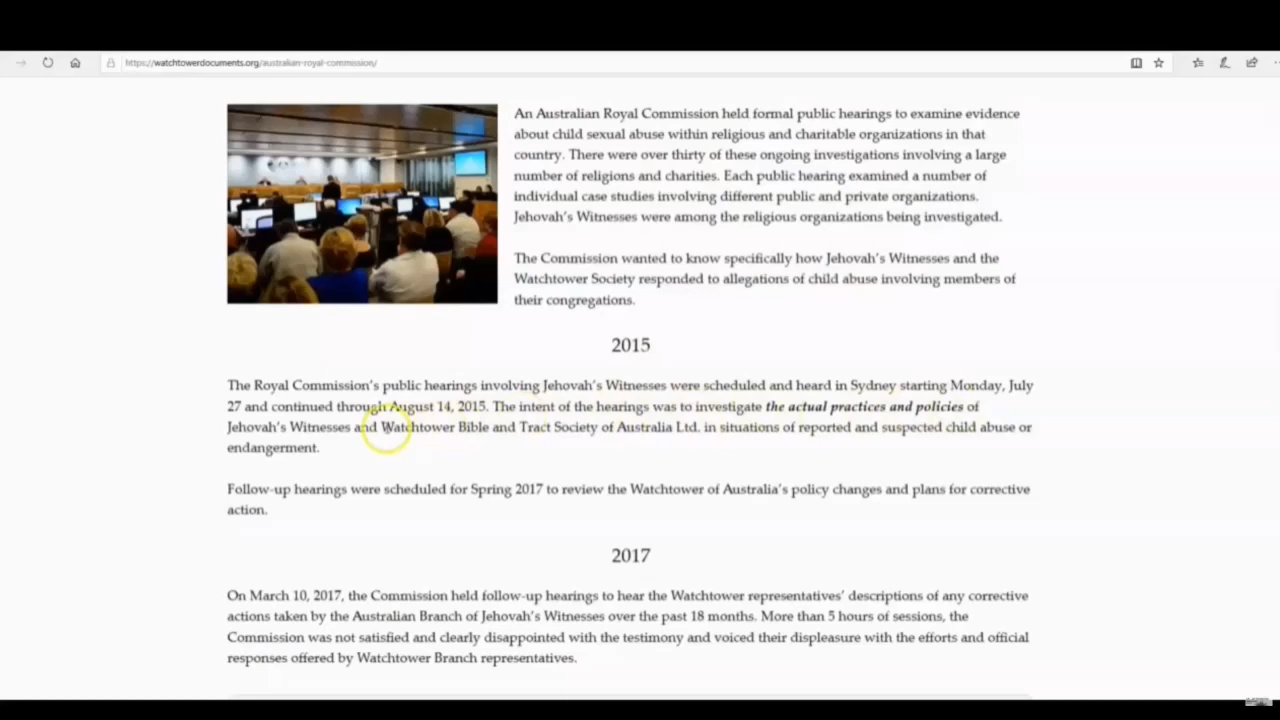 https://watchtowerdocuments.org/australian-royal-commission/
An Australian Royal Commission held formal public hearings to examine evidence
about child sexual abuse within religious and charitable organizations in that
country. There were over thirty of these ongoing investigations involving a large
number of religions and charities. Each public hearing examined a number of
individual case studies involving different public and private organizations.
Jehovah's Witnesses were among the religious organizations being investigated.
The Commission wanted to know specifically how Jehovah's Witnesses and the
Watchtower Society responded to allegations of child abuse involving members of
their congregations.
2015
The Royal Commission's public hearings involving Jehovah's Witnesses were scheduled and heard in Sydney starting Monday, July
27 and continued through August 14, 2015. The intent of the hearings was to investigate the actual practices and policies of
Jehovah's Witnesses and Watchtower Bible and Tract Society of Australia Ltd. in situations of reported and suspected child abuse or
endangerment.
Follow-up hearings were scheduled for Spring 2017 to review the Watchtower of Australia's policy changes and plans for corrective
action.
2017
On March 10, 2017, the Commission held follow-up hearings to hear the Watchtower representatives' descriptions of any corrective
actions taken by the Australian Branch of Jehovah's Witnesses over the past 18 months. More than 5 hours of sessions, the
Commission was not satisfied and clearly disappointed with the testimony and voiced their displeasure with the efforts and official
responses offered by Watchtower Branch representatives.